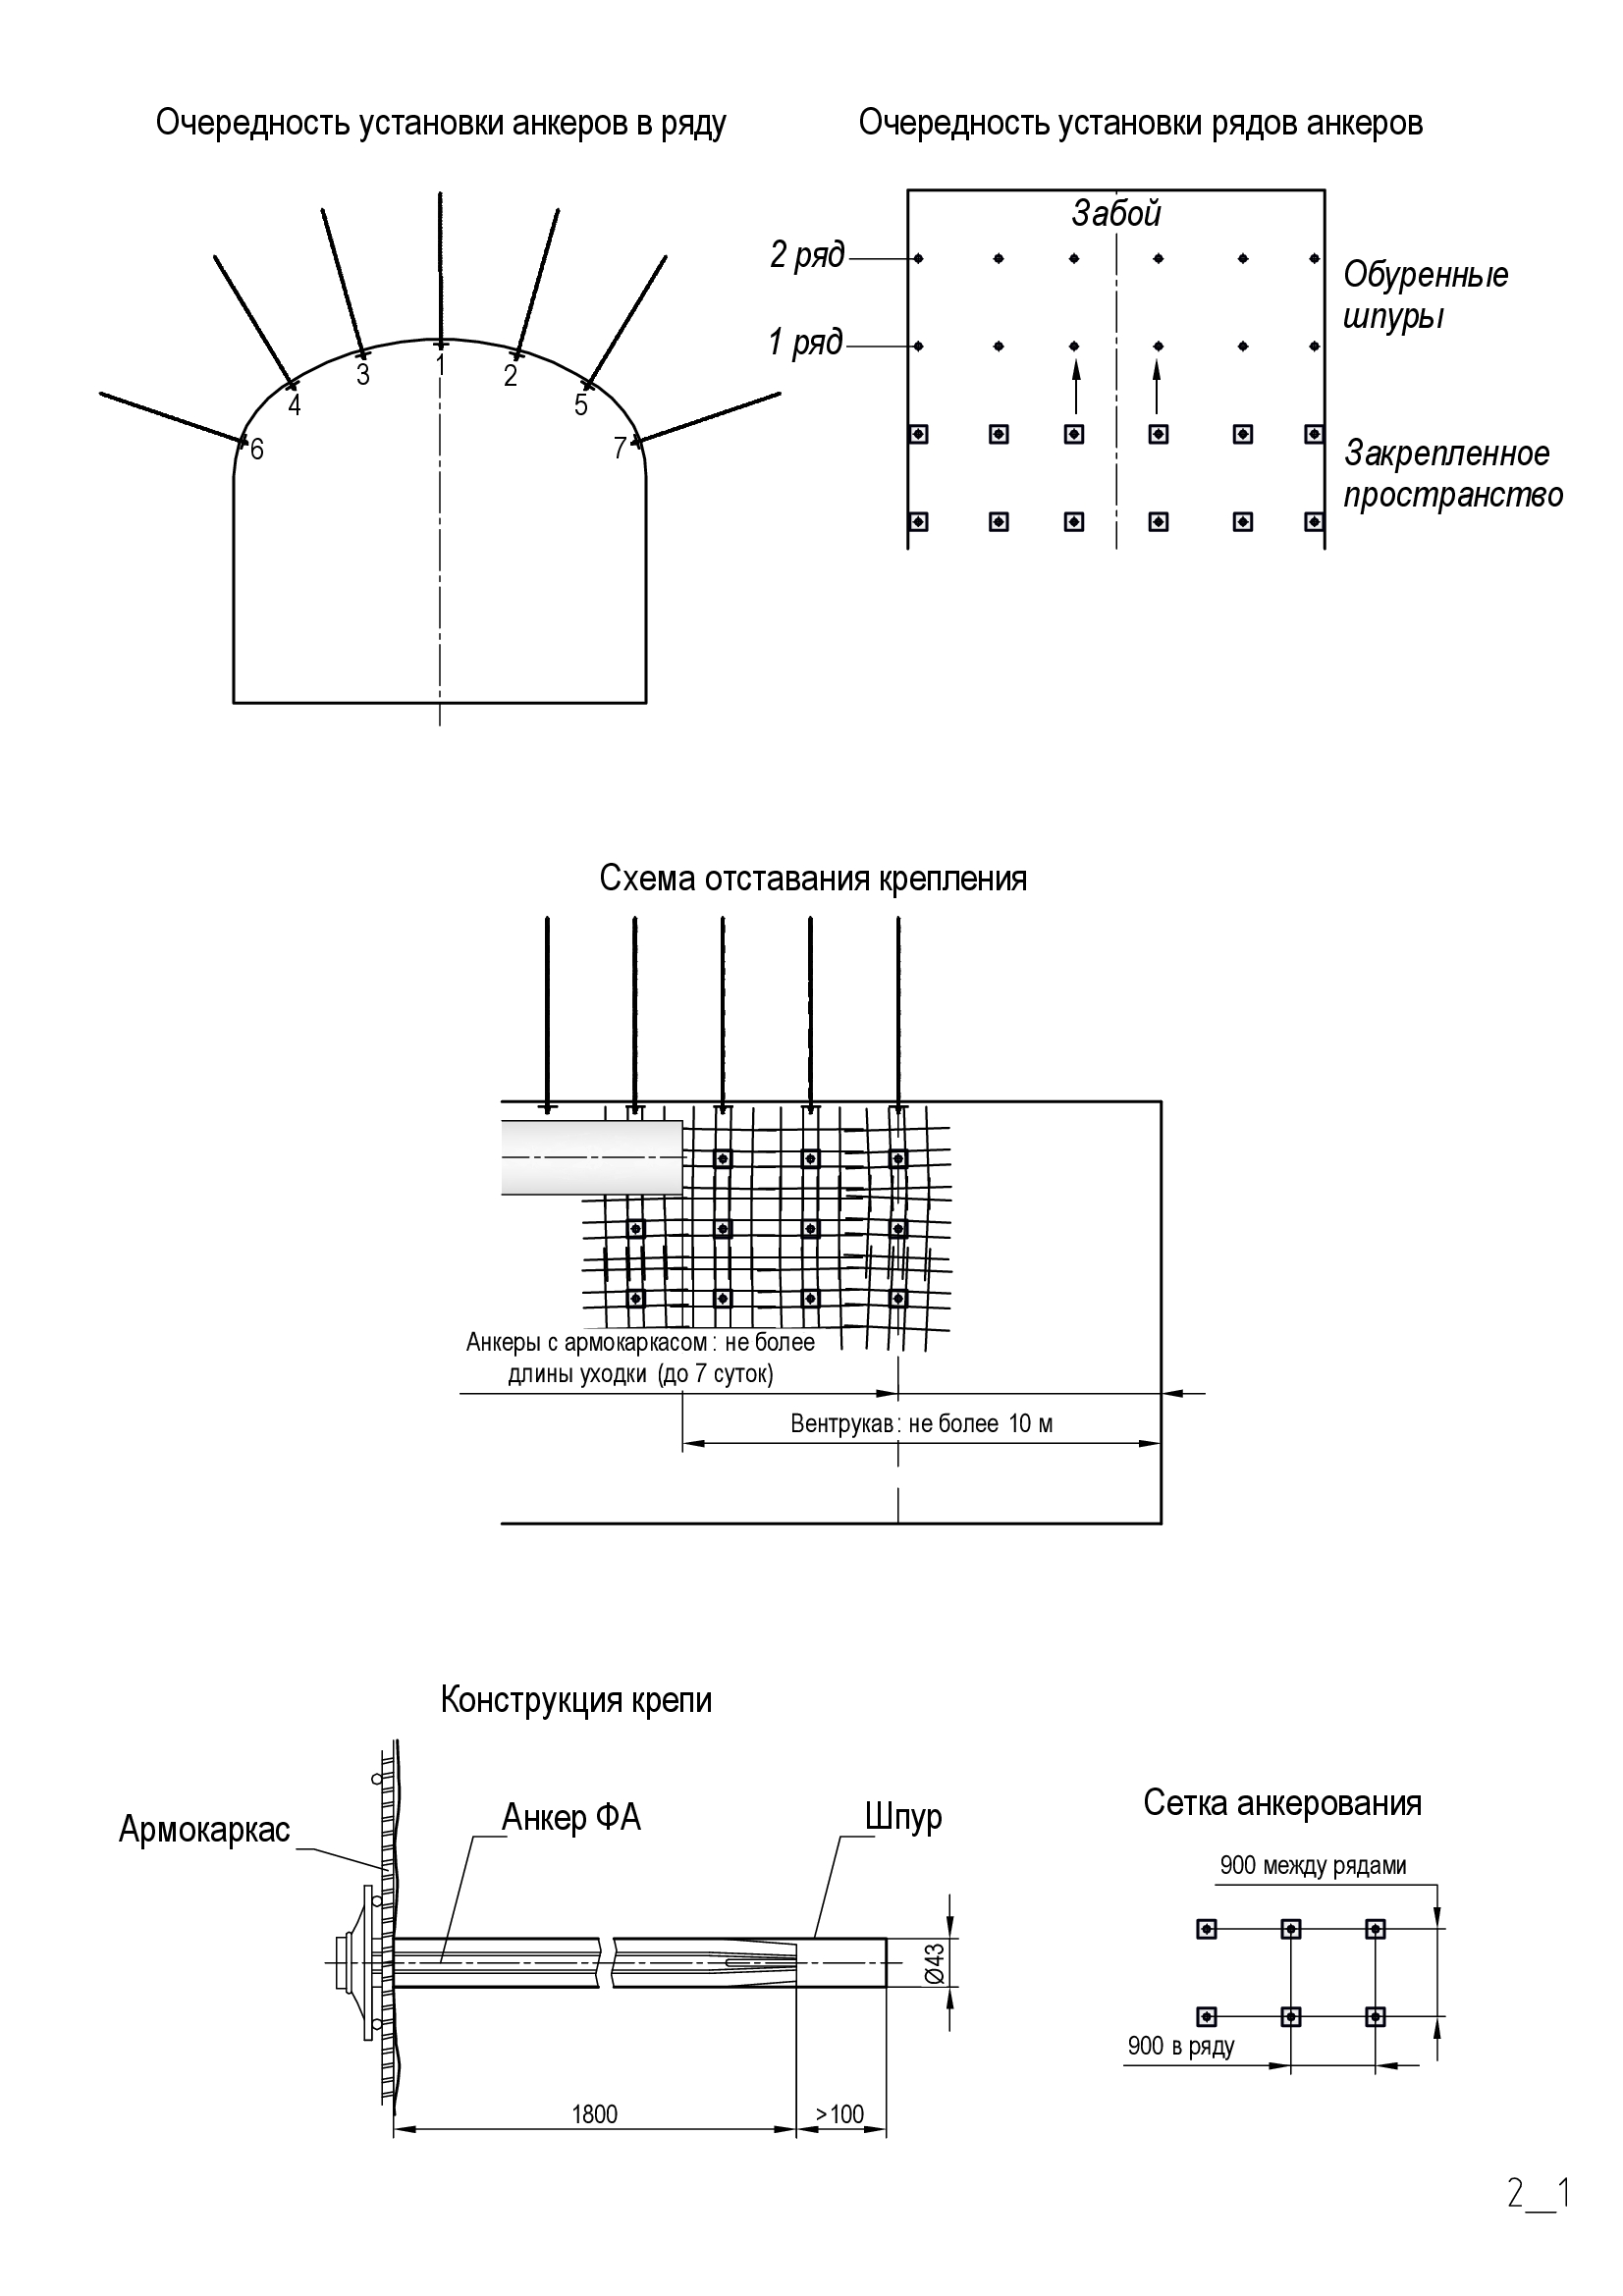 Очередность установки анкеров в ряду
1
2
3
4
5
6
7
Очередность установки рядов анкеров
Забой
2 ряд
1 ряд
Обуренные
шпуры
Закрепленное
пространство
Схема отставания крепления
Анкеры с армокаркасом: не более
длины уходки (до 7 суток)
Вентрукав: не более 10 м
Конструкция крепи
Армокаркас
Анкер ФА
Шпур
Ø43
1800
>100
Сетка анкерования
900 между рядами
900 в ряду
2__1